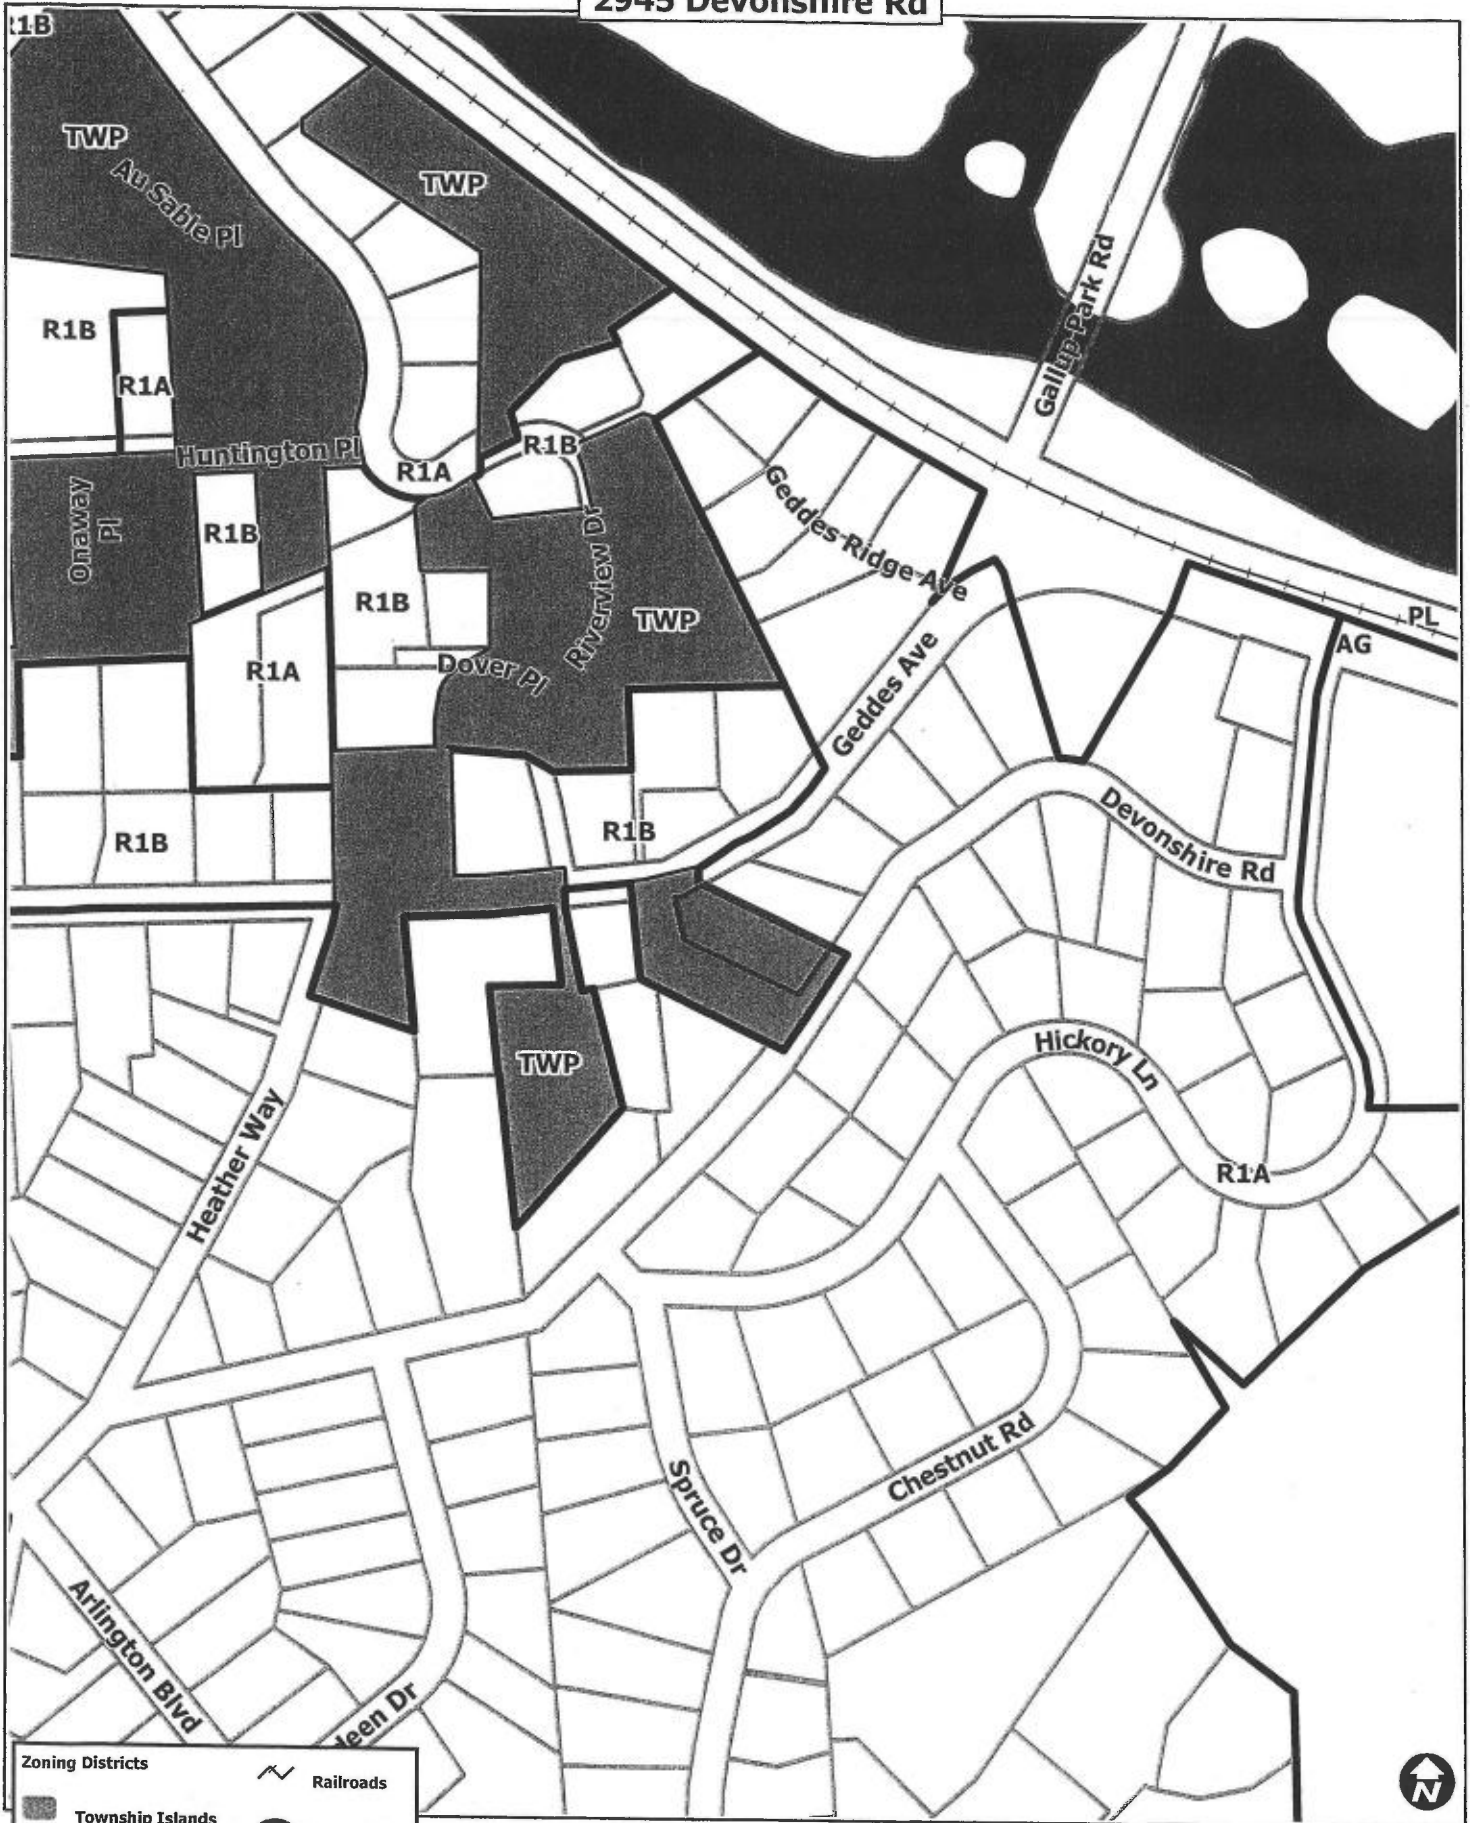 2945 Devonshire Rd
R1B
TWP
Au Sable Pl
TWP
Gallup Park Rd
R1B
R1A
Huntington Pl
R1A
R1B
Onaway
Pl
R1B
Geddes Ridge Ave
R1B
Riverview Dr
TWP
PL
AG
R1A
Dover Pl
Geddes Ave
R1B
R1B
Devonshire Rd
TWP
Hickory Ln
Heather Way
R1A
Chestnut Rd
Spruce Dr
Arlington Blvd
deen Dr
Zoning Districts
Railroads
Township Islands
N